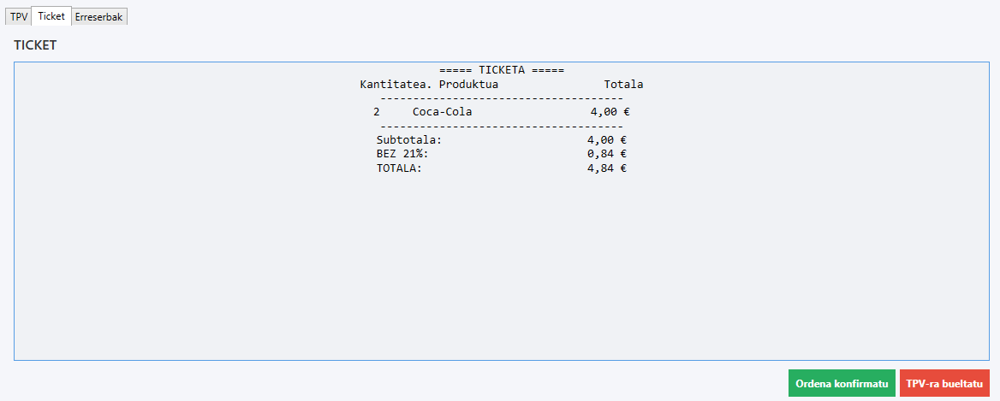 TPV Ticket Erreserbak
TICKET
===== TICKETA =====
Kantitatea. Produktua Totala
-------------------------------------
2 Coca-Cola 4,00 €
-------------------------------------
Subtotala: 4,00 €
BEZ 21%: 0,84 €
TOTALA: 4,84 €
Ordena konfirmatu TPV-ra bueltatu